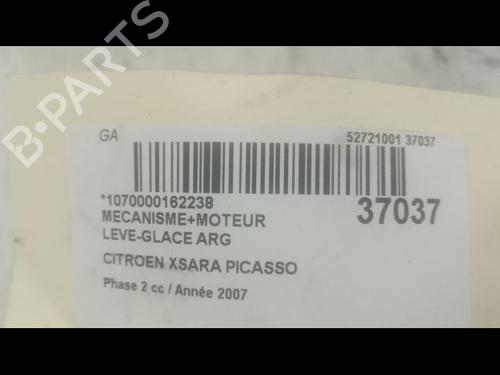 B-PARTS
GA
52721001 37037
*1070000162238
37037
MECANISME+MOTEUR
LEVE-GLACE ARG
CITROEN XSARA PICASSO
Phase 2 cc / Année 2007